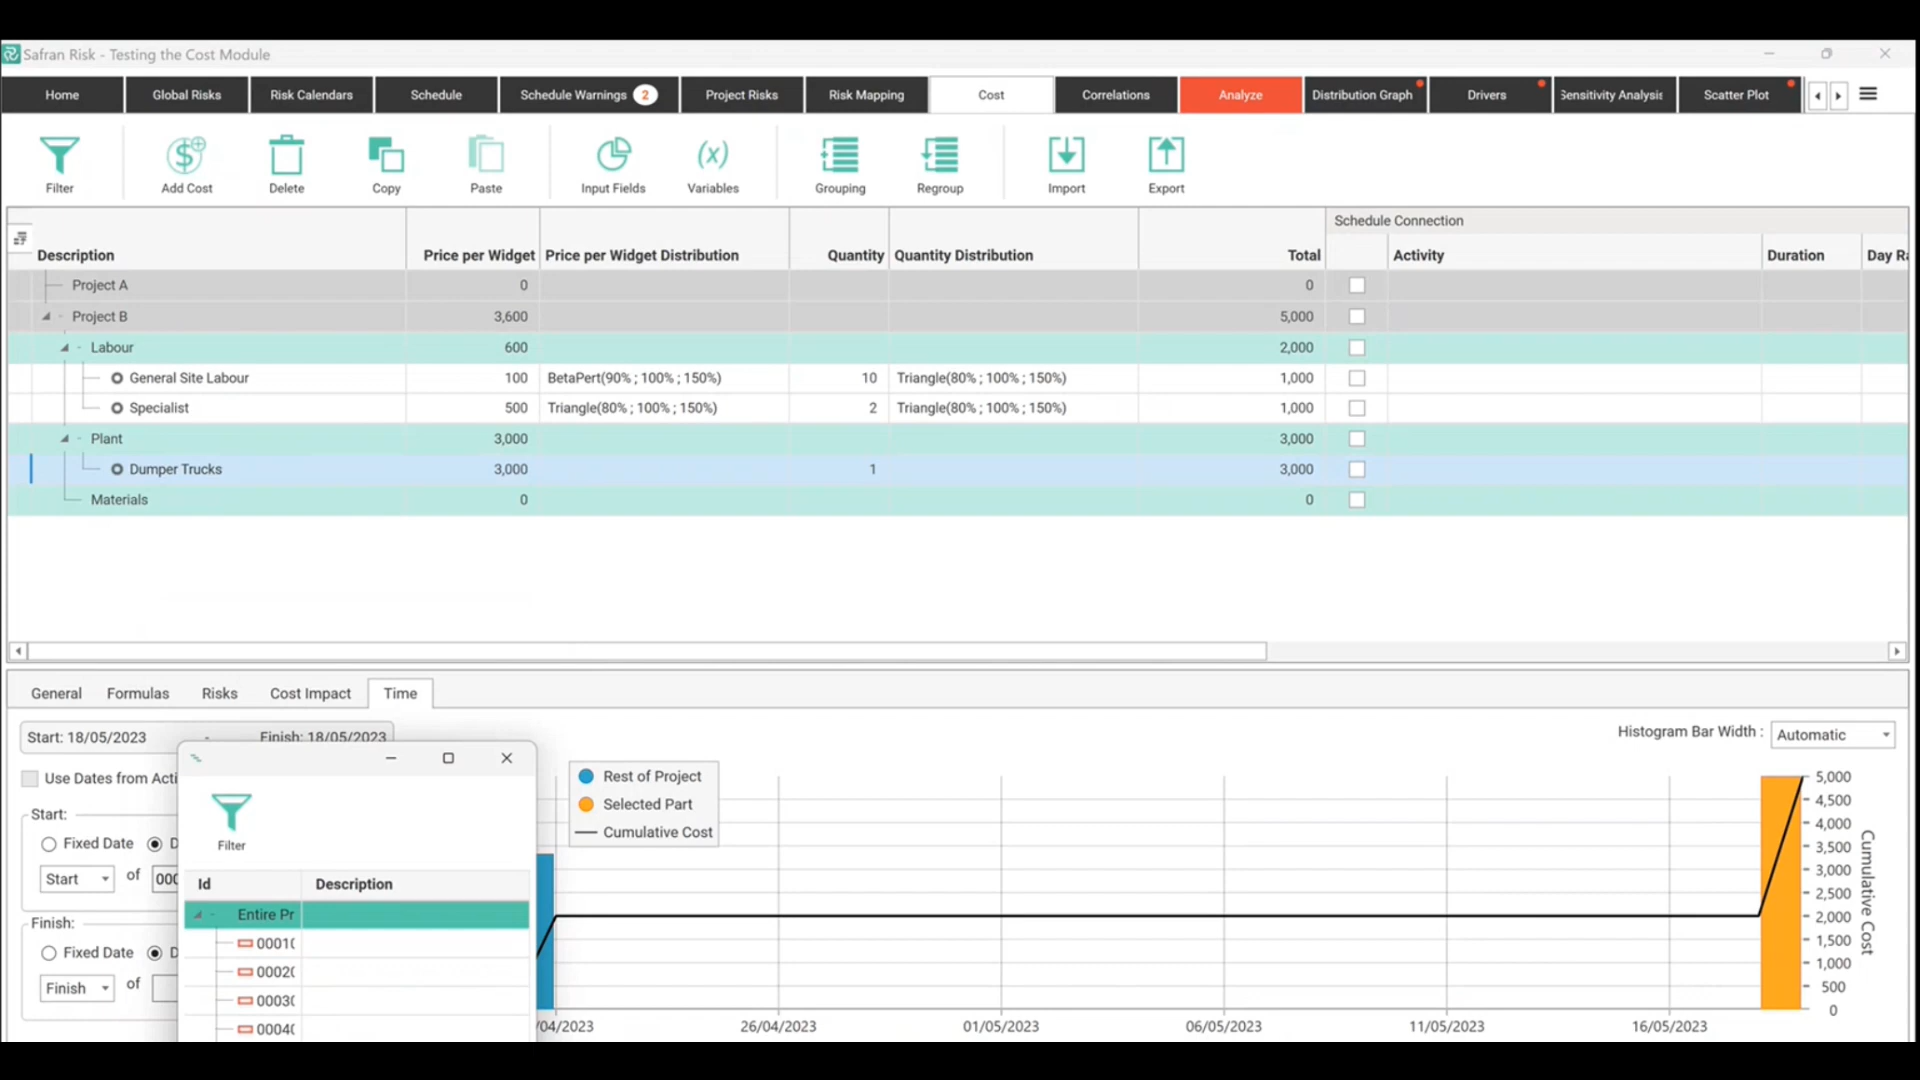 Safran Risk - Testing the Cost Module
Home Global Risks Risk Calendars Schedule Schedule Warnings 2 Project Risks Risk Mapping Cost Correlations Analyze Distribution Graph Drivers Sensitivity Analysis Scatter Plot
Filter Add Cost Delete Copy Paste Input Fields (x) Variables Grouping Regroup Import Export
Schedule Connection
Description Price per Widget Price per Widget Distribution Quantity Quantity Distribution Total Activity Duration Day Ra
Project A 0 0
Project B 3,600 5,000
Labour 600 2,000
General Site Labour 100 BetaPert(90% ; 100% ; 150%) 10 Triangle(80% ; 100% ; 150%) 1,000
Specialist 500 Triangle(80% ; 100% ; 150%) 2 Triangle(80% ; 100% ; 150%) 1,000
Plant 3,000 3,000
Dumper Trucks 3,000 1 3,000
Materials 0 0
General Formulas Risks Cost Impact Time
Start: 18/05/2023 - Finish: 18/05/2023
Histogram Bar Width : Automatic
Use Dates from Acti
Start:
Fixed Date D
Start of 000
Finish:
Fixed Date D
Finish of
Filter
Id Description
Entire Pr
0001
0002
0003
0004
Rest of Project
Selected Part
Cumulative Cost
5,000
4,500
4,000
3,500
3,000
2,500
2,000
1,500
1,000
500
0
Cumulative Cost
/04/2023 26/04/2023 01/05/2023 06/05/2023 11/05/2023 16/05/2023